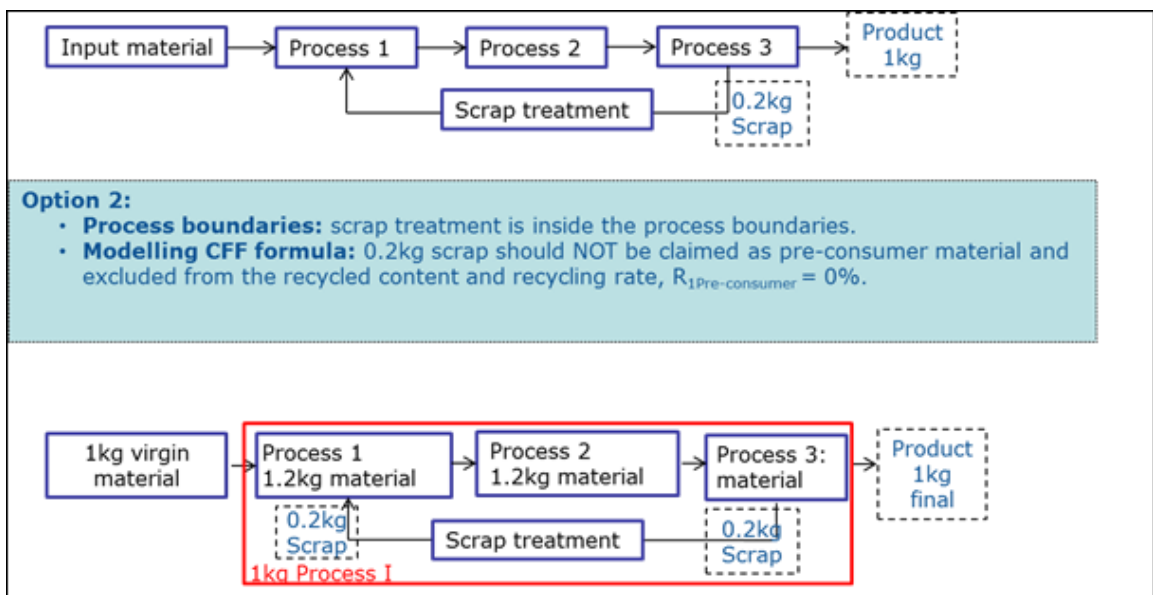 Input material
Process 1
Process 2
Process 3
Product
1kg
Scrap treatment
0.2kg
Scrap
Option 2:
• Process boundaries: scrap treatment is inside the process boundaries.
• Modelling CFF formula: 0.2kg scrap should NOT be claimed as pre-consumer material and
excluded from the recycled content and recycling rate, R1Pre-consumer = 0%.
1kg virgin
material
Process 1
1.2kg material
Process 2
1.2kg material
Process 3:
material
Product
1kg
final
0.2kg
Scrap
Scrap treatment
0.2kg
Scrap
1kg Process I